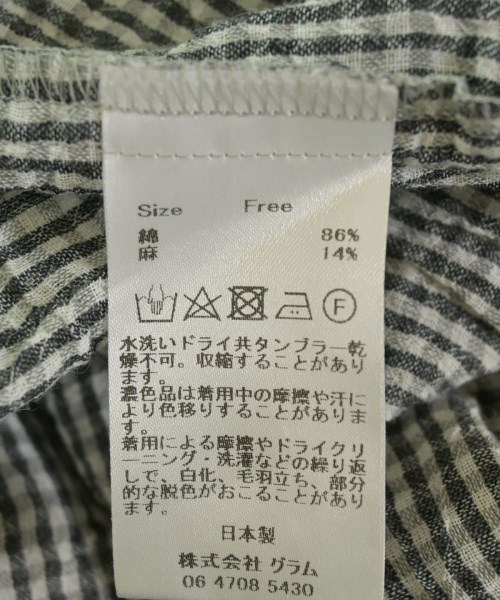 Size Free
綿 86%
麻 14%
F
水洗いドライ共タンブラー乾
燥不可。収縮することがあり
ます。
濃色品は着用中の摩擦や汗に
より色移りすることがありま
す。
着用による摩擦やドライクリ
ーニング・洗濯などの繰り返
しで、白化、毛羽立ち、部分
的な脱色がおこることがあり
ます。
日本製
株式会社 グラム
06 4708 5430